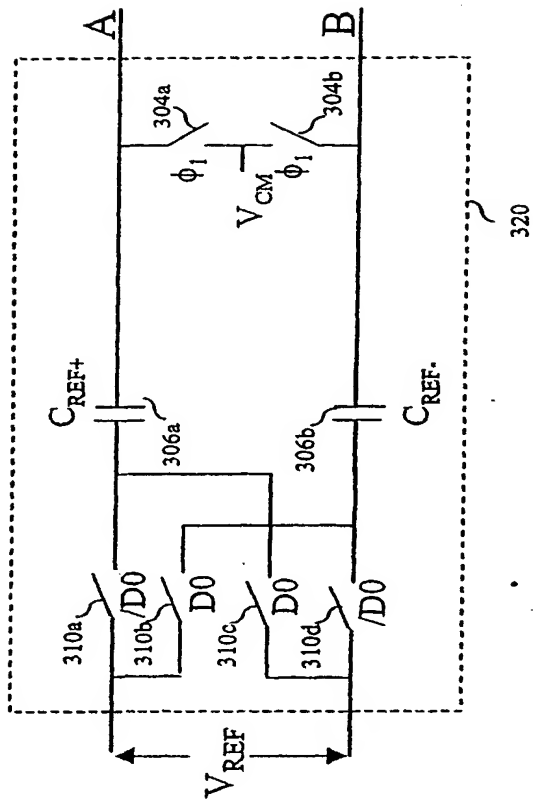 A
304a
ϕ1
VCM
ϕ1
304b
B
320
CREF+
306a
306b
CREF-
310a
/D0
310b
D0
310c
D0
310d
/D0
VREF